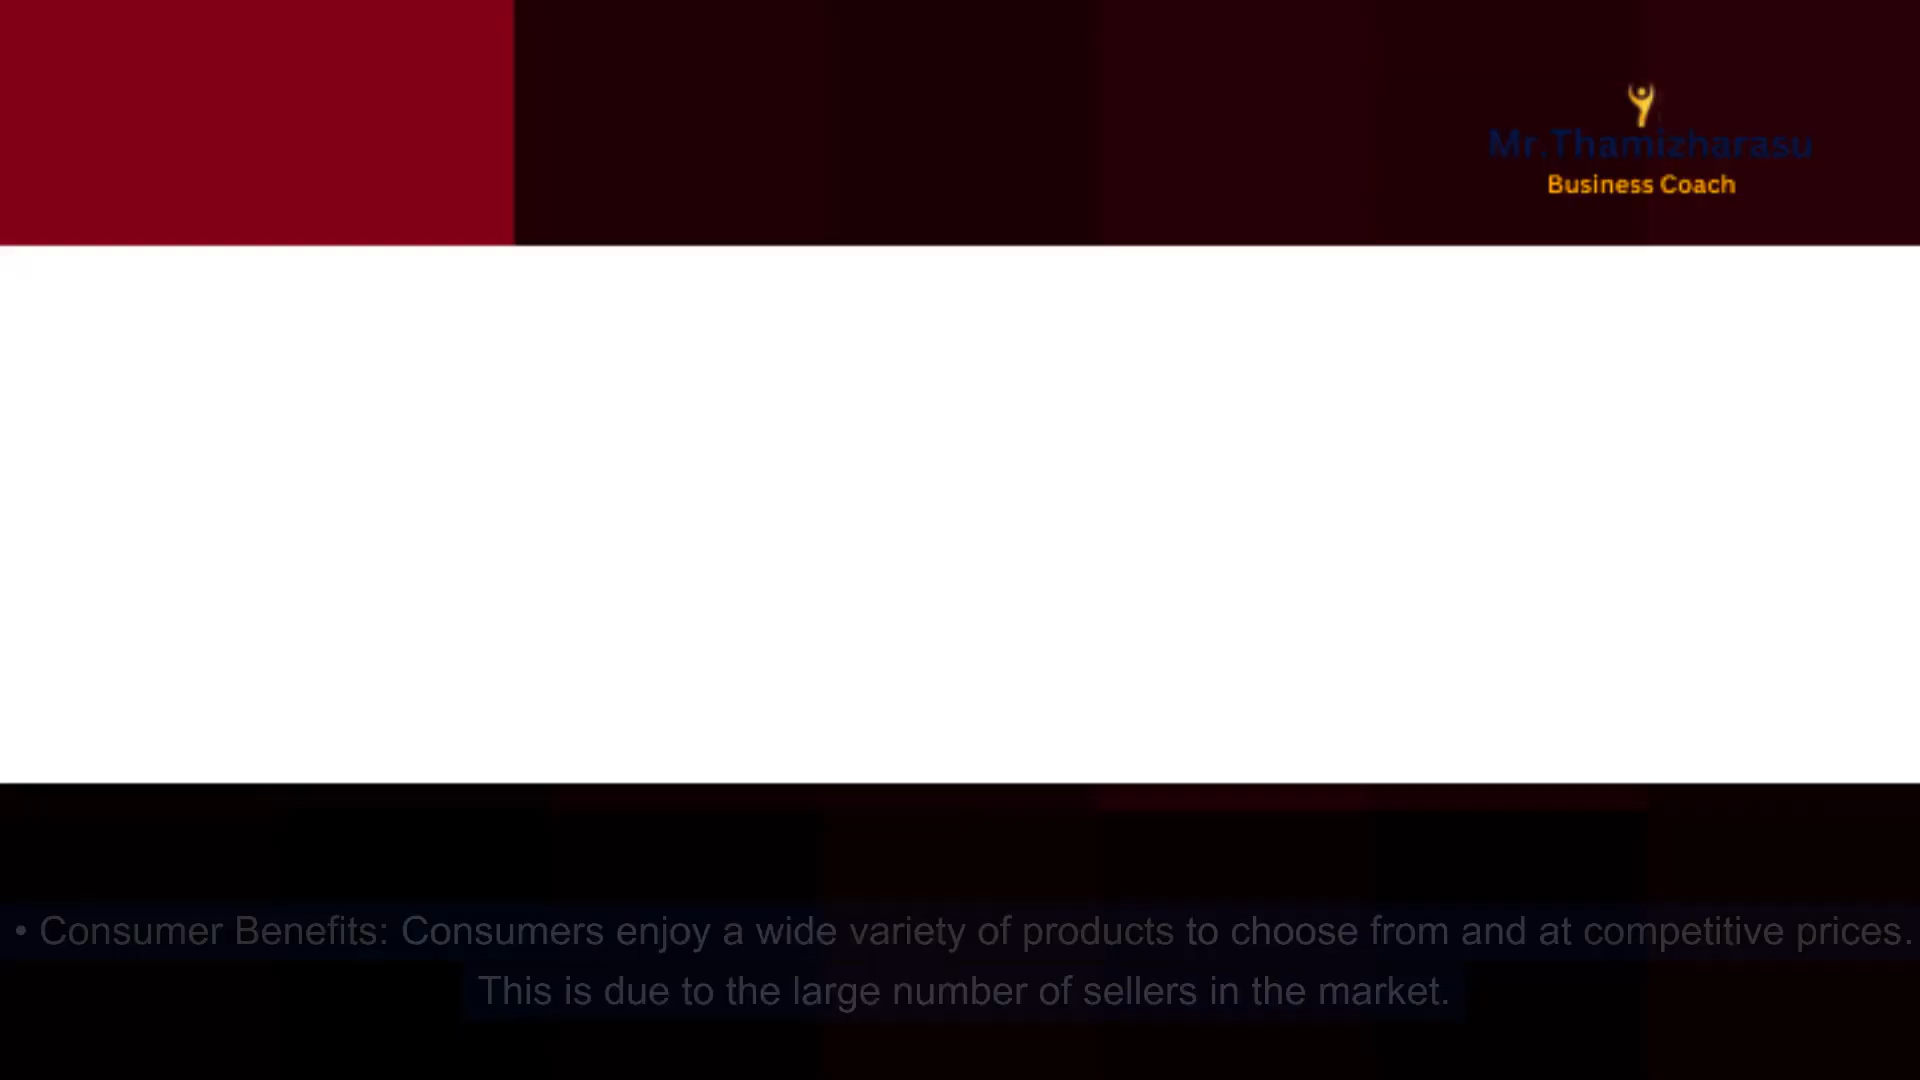 Mr.Thamizharasu
Business Coach
• Consumer Benefits: Consumers enjoy a wide variety of products to choose from and at competitive prices.
This is due to the large number of sellers in the market.